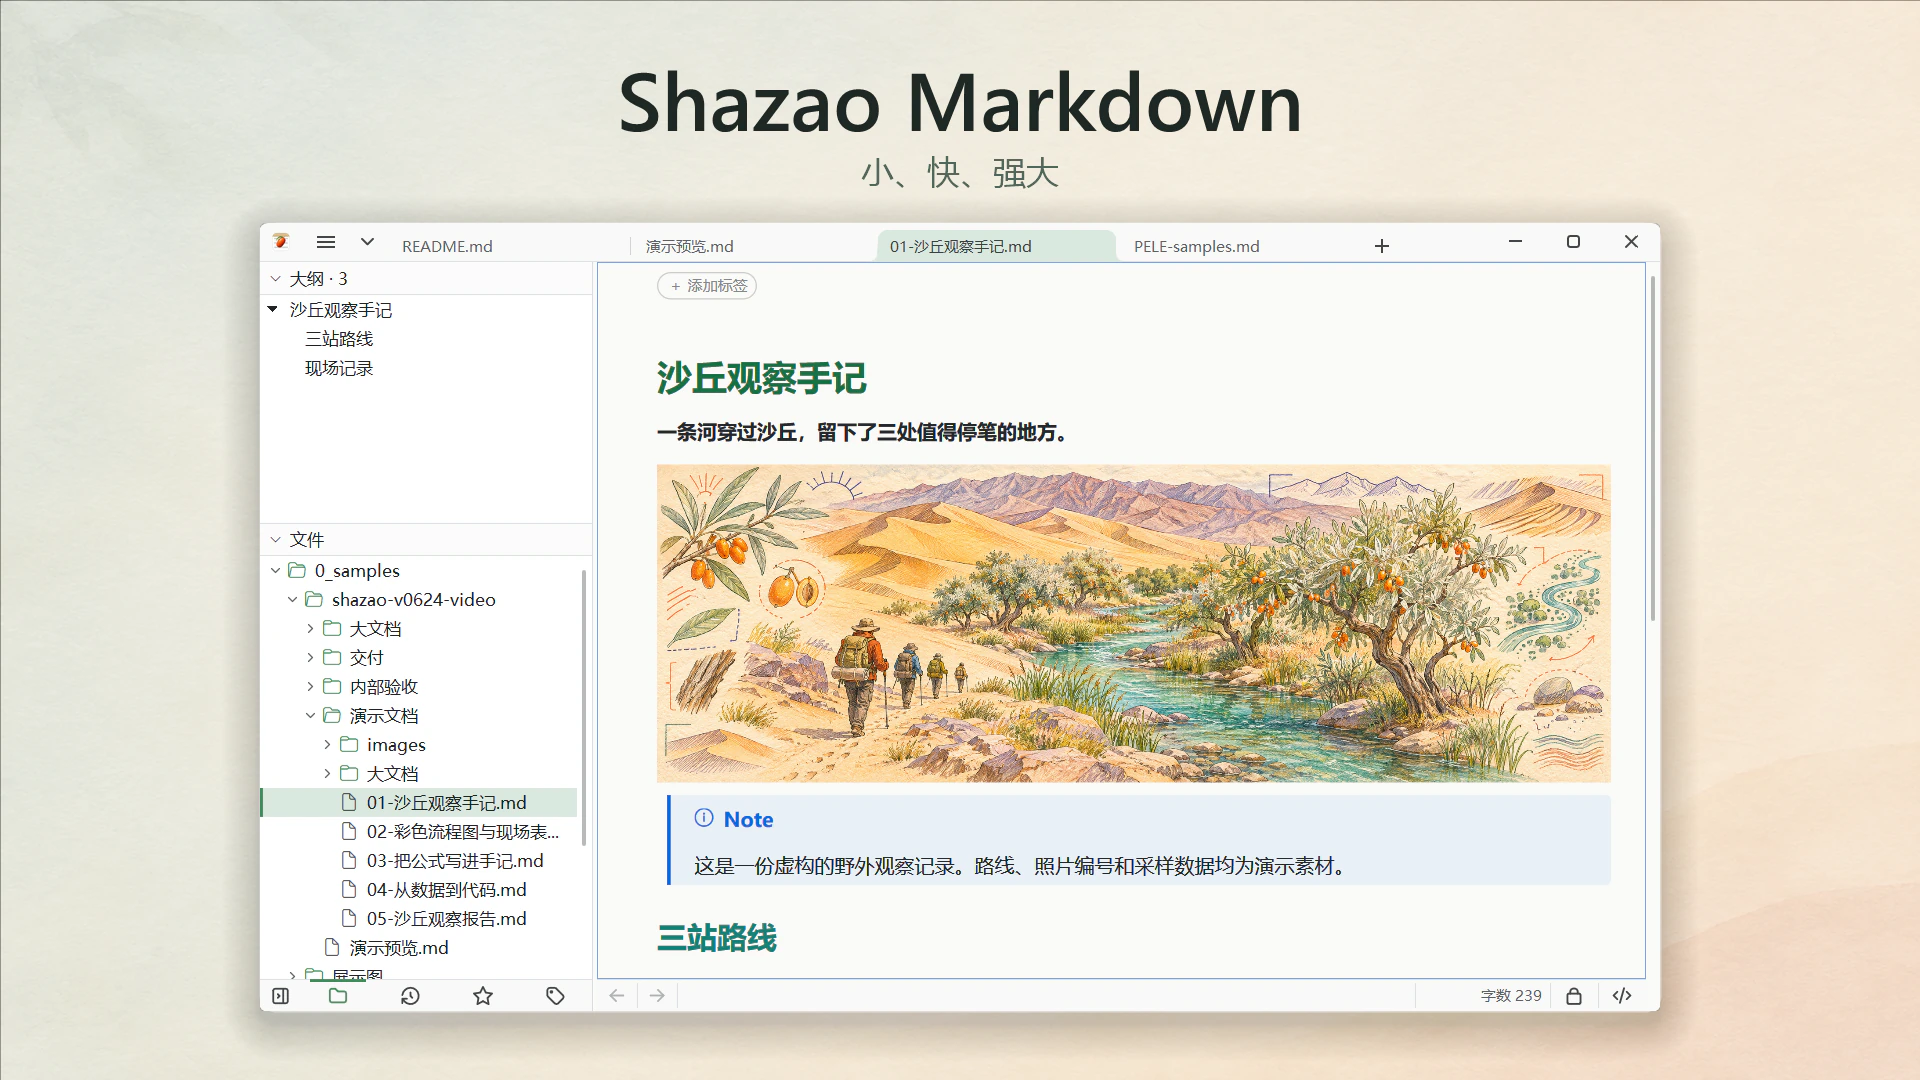 Shazao Markdown
小、快、强大
README.md
演示预览.md
01-沙丘观察手记.md
PELE-samples.md
大纲 · 3
沙丘观察手记
三站路线
现场记录
文件
0_samples
shazao-v0624-video
大文档
交付
内部验收
演示文档
images
大文档
01-沙丘观察手记.md
02-彩色流程图与现场表...
03-把公式写进手记.md
04-从数据到代码.md
05-沙丘观察报告.md
演示预览.md
展示图
+ 添加标签
沙丘观察手记
一条河穿过沙丘，留下了三处值得停笔的地方。
Note
这是一份虚构的野外观察记录。路线、照片编号和采样数据均为演示素材。
三站路线
字数 239